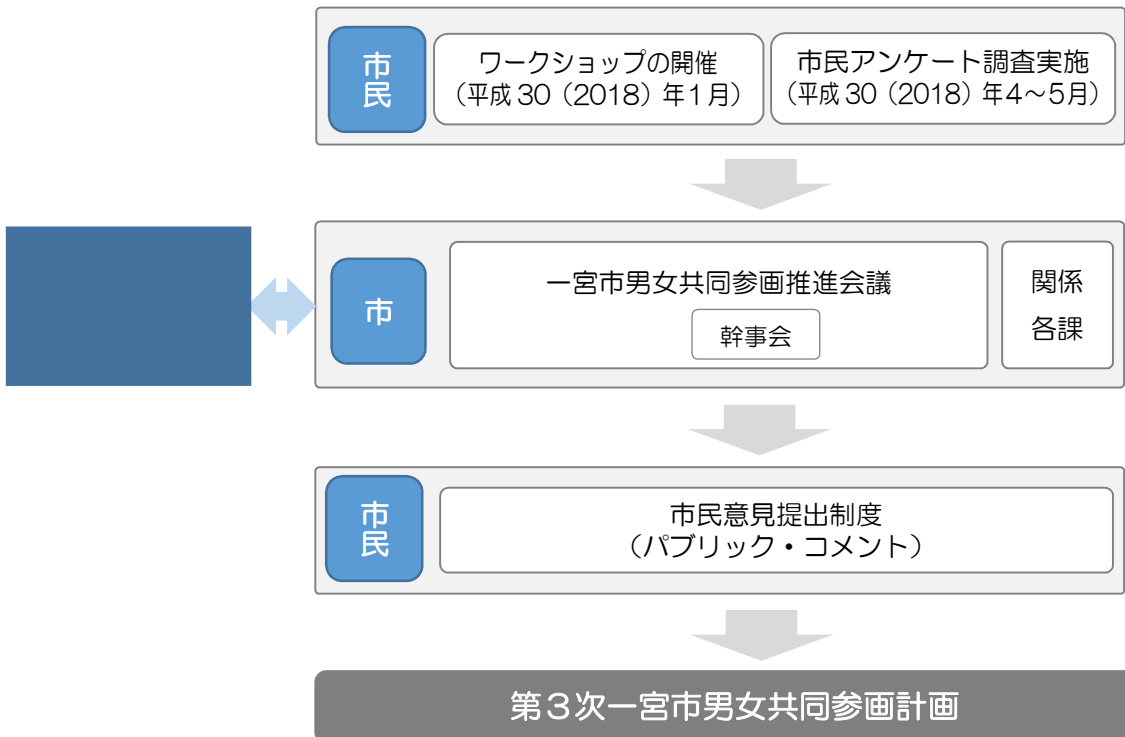 市民
ワークショップの開催
(平成30(2018)年1月)
市民アンケート調査実施
(平成30(2018)年4~5月)
市
一宮市男女共同参画推進会議
幹事会
関係
各課
市民
市民意見提出制度
(パブリック・コメント)
第3次一宮市男女共同参画計画